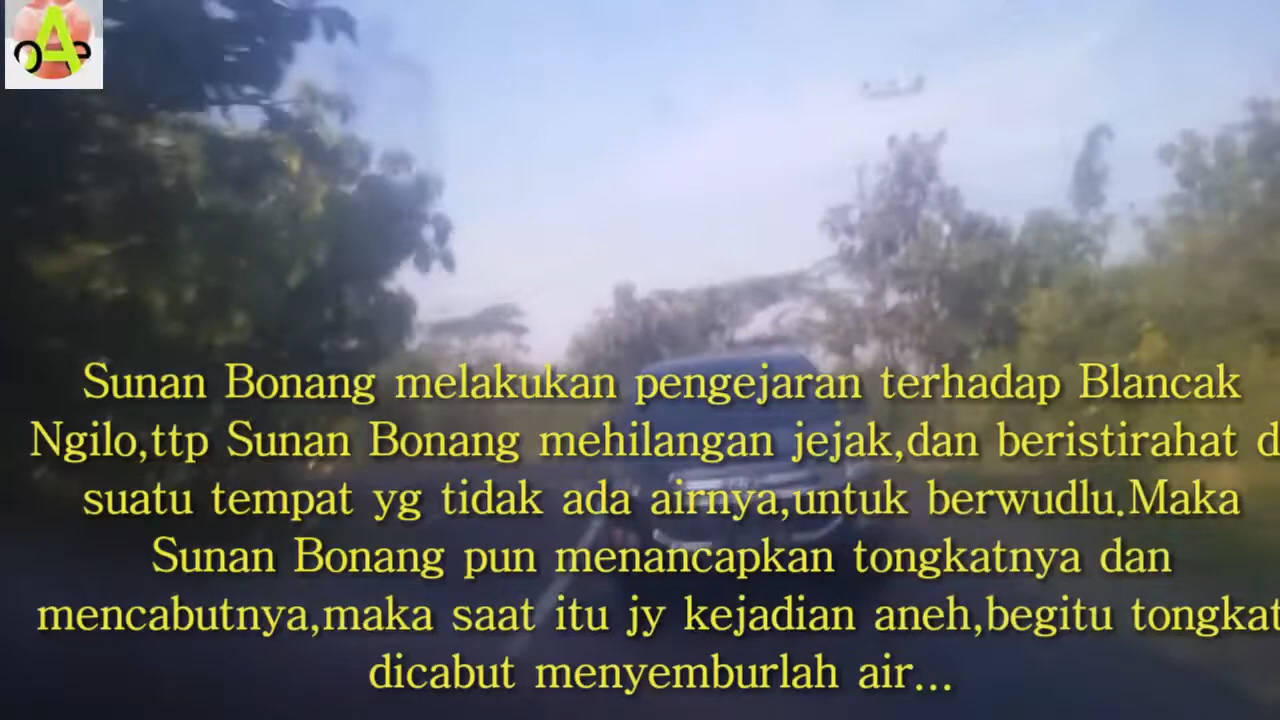 Sunan Bonang melakukan pengejaran terhadap Blancak
Ngilo,ttp Sunan Bonang mehilangan jejak,dan beristirahat d
suatu tempat yg tidak ada airnya,untuk berwudlu.Maka
Sunan Bonang pun menancapkan tongkatnya dan
mencabutnya,maka saat itu jy kejadian aneh,begitu tongkat
dicabut menyemburlah air...